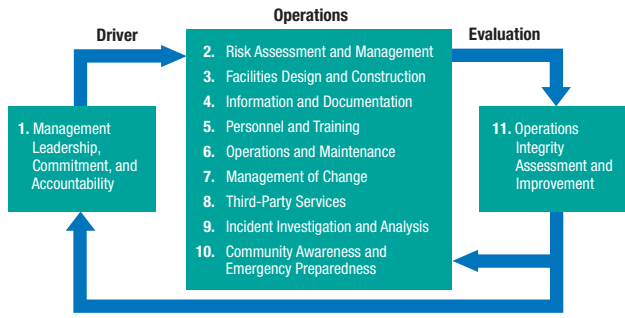 Operations
Driver
Evaluation
1. Management
Leadership,
Commitment, and
Accountability
2. Risk Assessment and Management
3. Facilities Design and Construction
4. Information and Documentation
5. Personnel and Training
6. Operations and Maintenance
7. Management of Change
8. Third-Party Services
9. Incident Investigation and Analysis
10. Community Awareness and
Emergency Preparedness
11. Operations
Integrity
Assessment and
Improvement